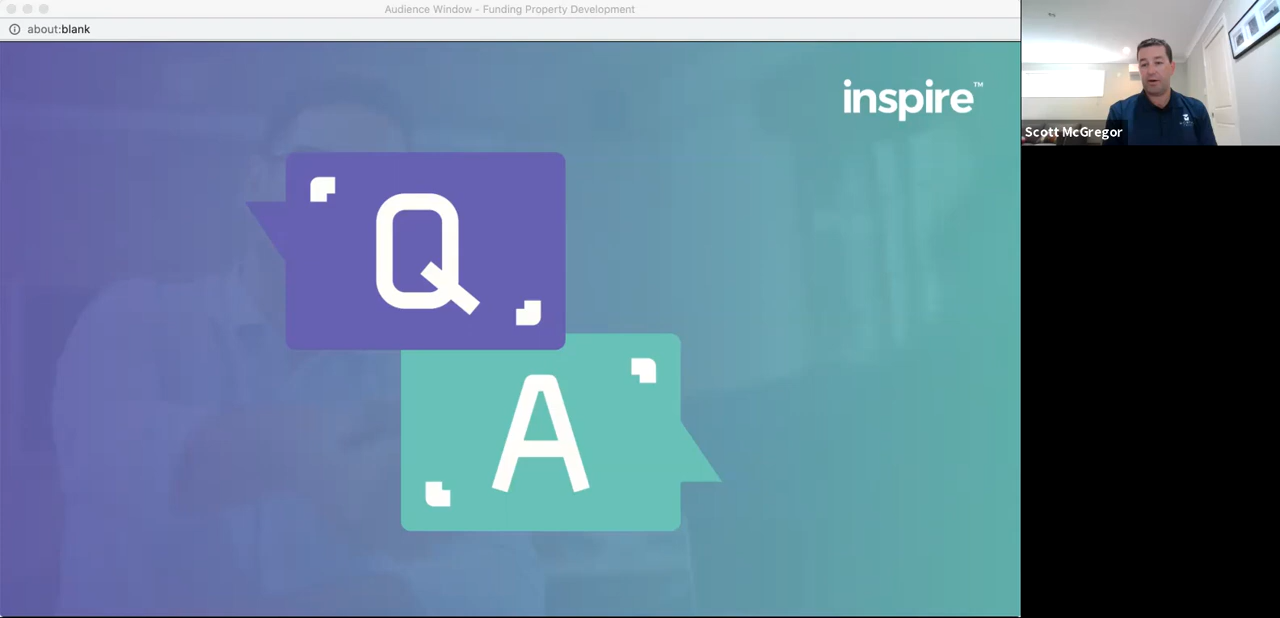 Audience Window - Funding Property Development
about:blank
inspire™
Q
A
Scott McGregor